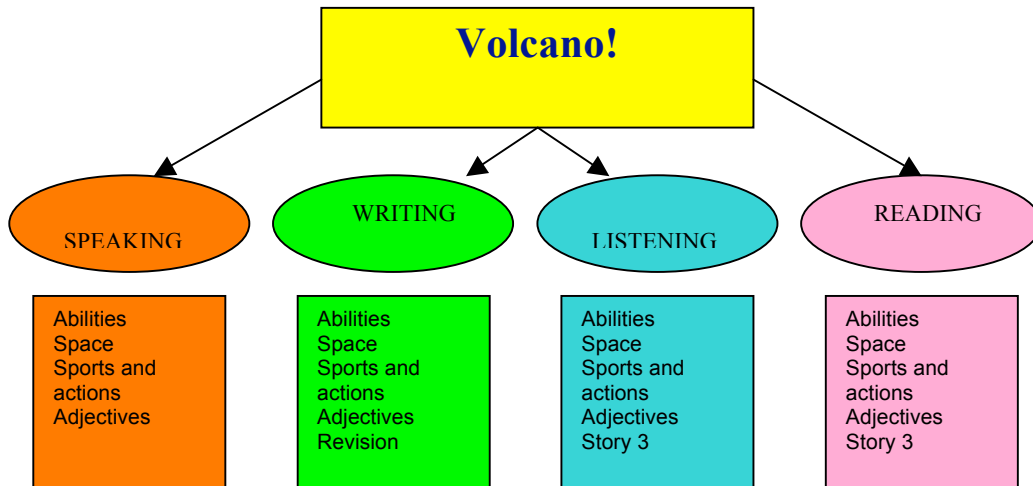 Volcano!
SPEAKING
WRITING
LISTENING
READING
Abilities
Space
Sports and
actions
Adjectives
Abilities
Space
Sports and
actions
Adjectives
Revision
Abilities
Space
Sports and
actions
Adjectives
Story 3
Abilities
Space
Sports and
actions
Adjectives
Story 3